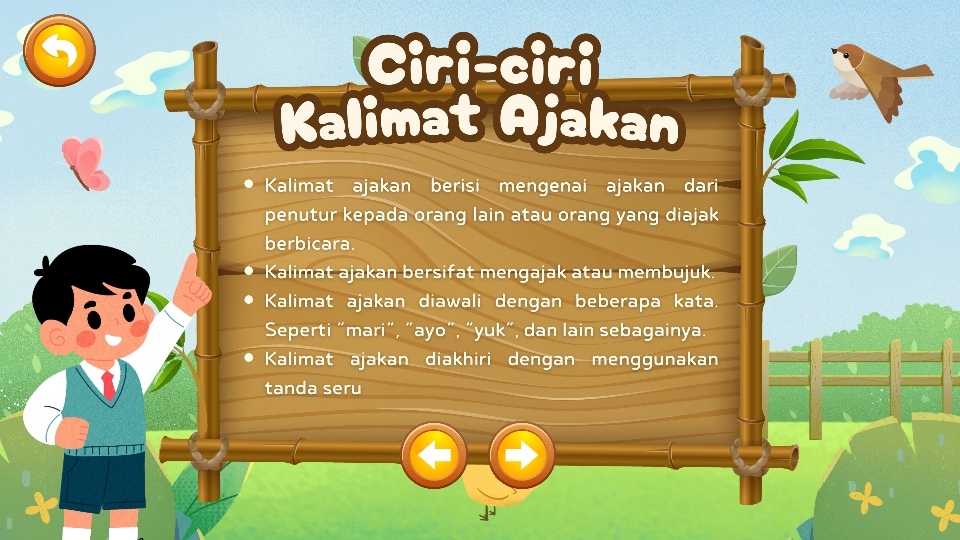 Ciri-ciri
Kalimat Ajakan
• Kalimat ajakan berisi mengenai ajakan dari
penutur kepada orang lain atau orang yang diajak
berbicara.
• Kalimat ajakan bersifat mengajak atau membujuk.
• Kalimat ajakan diawali dengan beberapa kata.
Seperti "mari", "ayo", "yuk", dan lain sebagainya.
• Kalimat ajakan diakhiri dengan menggunakan
tanda seru